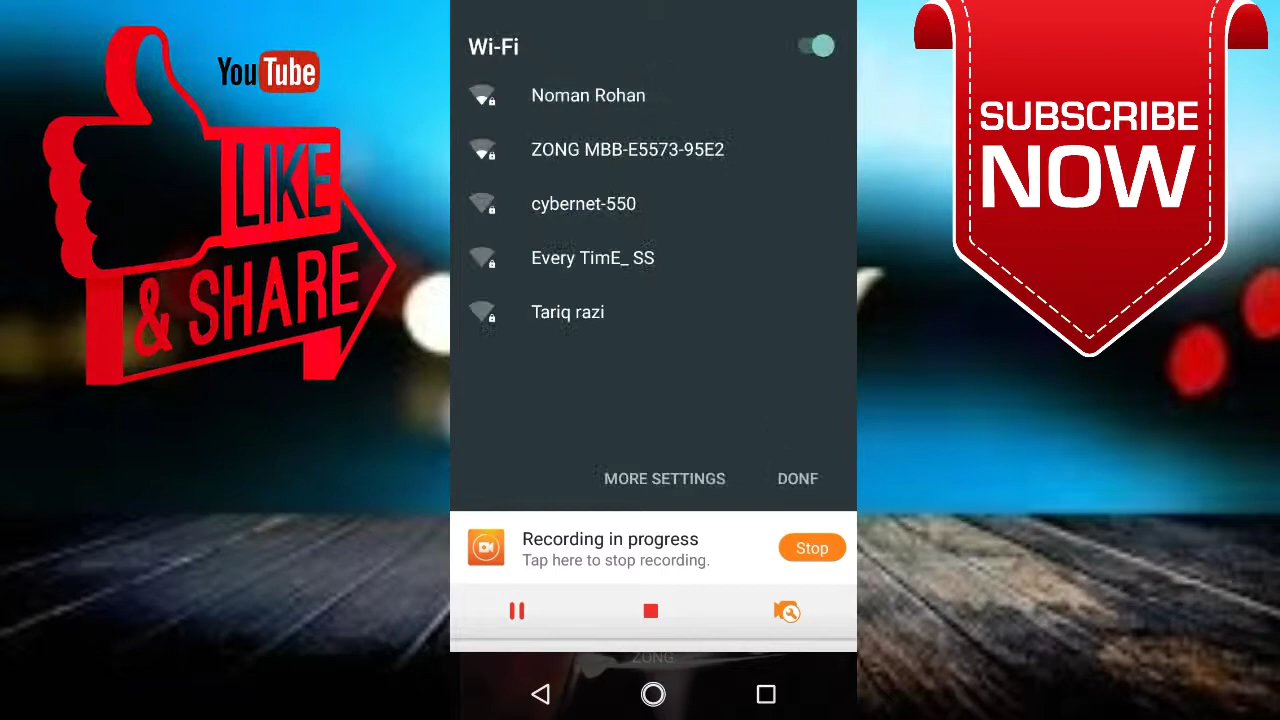 YouTube
LIKE
& SHARE
Wi-Fi
Noman Rohan
ZONG MBB-E5573-95E2
cybernet-550
Every TimE_ SS
Tariq razi
MORE SETTINGS
DONF
Recording in progress
Tap here to stop recording.
Stop
ZONG
SUBSCRIBE
NOW